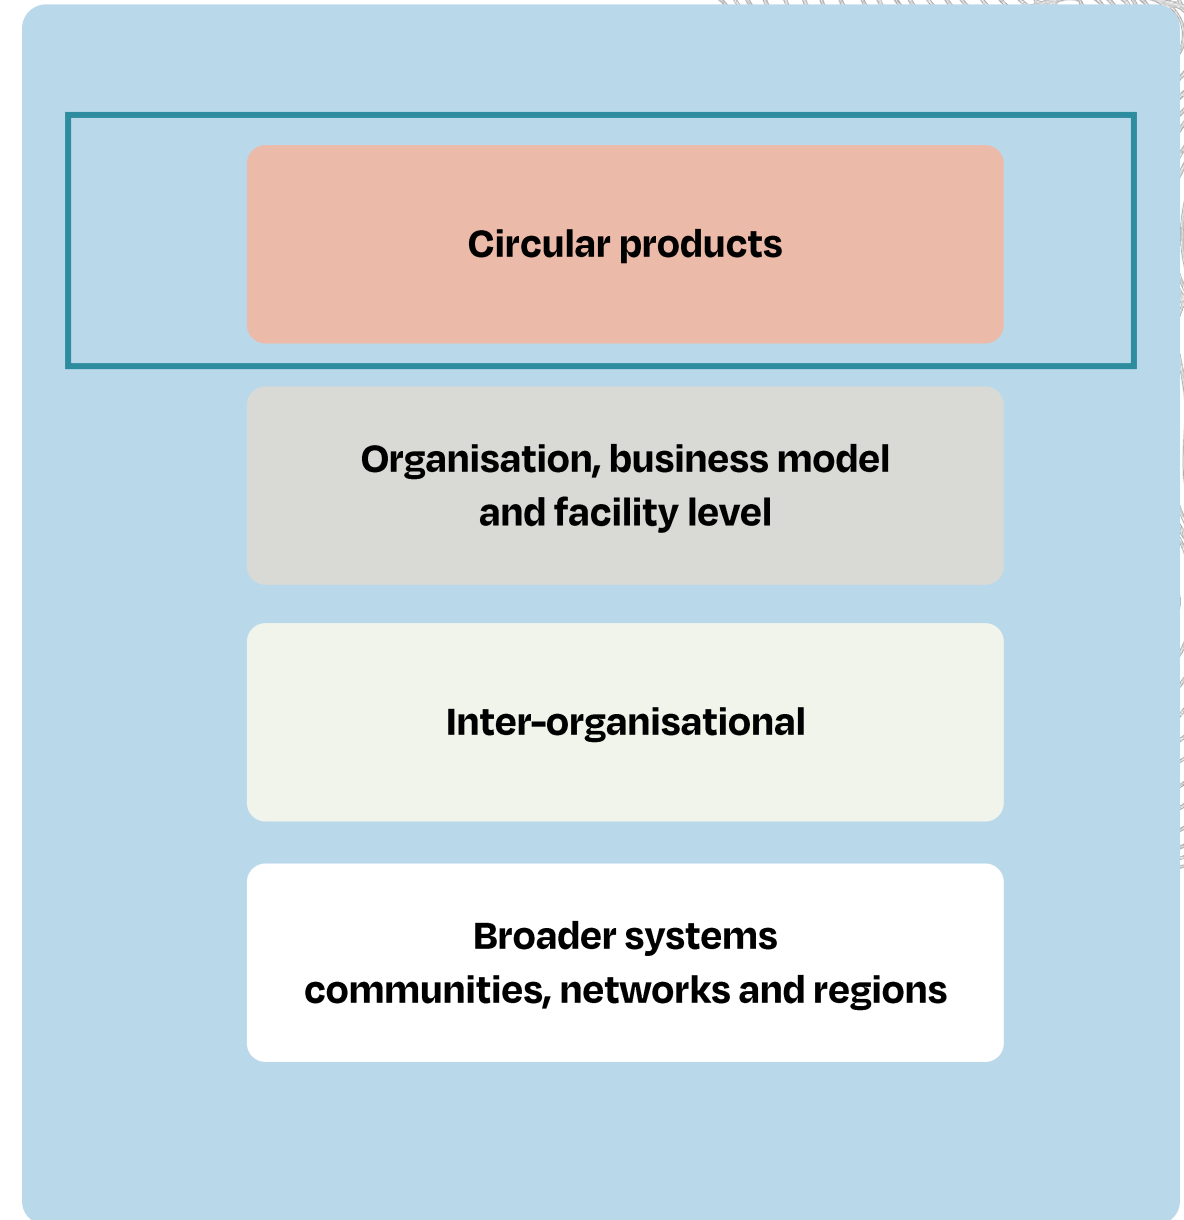 Circular products
Organisation, business model
and facility level
Inter-organisational
Broader systems
communities, networks and regions